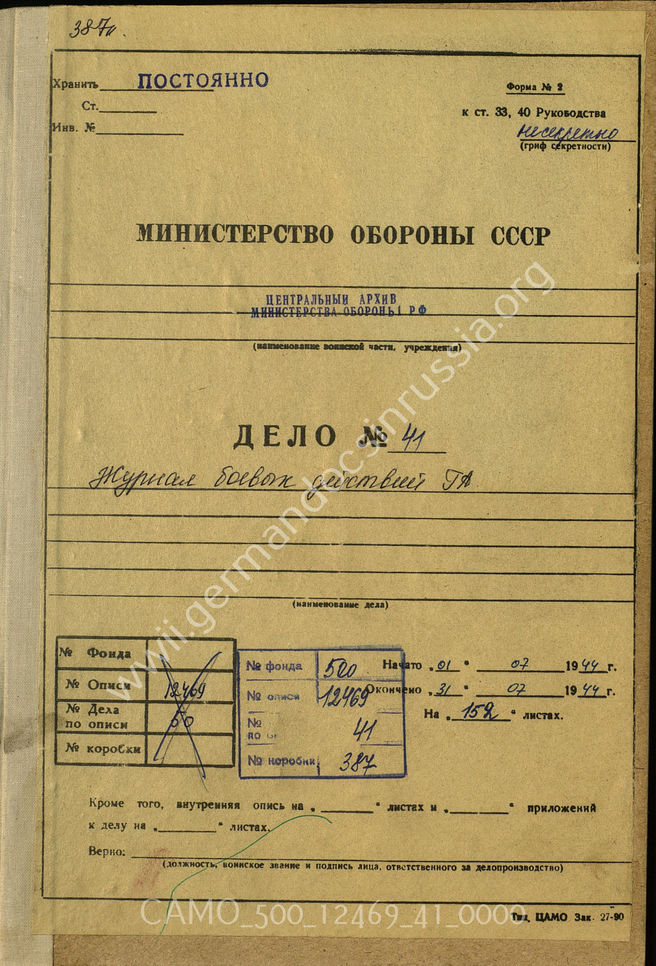 387.
Хранить ПОСТОЯННО
Ст.
Инв. №
Форма № 2
к ст. 33, 40 Руководства
несекретно
(гриф секретности)
МИНИСТЕРСТВО ОБОРОНЫ СССР
ЦЕНТРАЛЬНЫЙ АРХИВ
МИНИСТЕРСТВА ОБОРОНЫ РФ
(наименование воинской части, учреждения)
ДЕЛО № 41
Журнал боевых действий ГА.
(наименование дела)
№ Фонда
№ Описи 12469
№ Дела по описи 50
№ коробки
№ фонда 500
№ описи 12469
№ по 41
№ коробки 387
Начато „01 " 07 1944 г.
Окончено „31 " 07 1944 г.
На „152 " листах.
Кроме того, внутренняя опись на „ " листах и „ " приложений
к делу на „ " листах.
Верно:
(должность, воинское звание и подпись лица, ответственного за делопроизводство)
Тип. ЦАМО Зак. 27-90
www.germandocsinrussia.org
CAMO_500_12469_41_0000